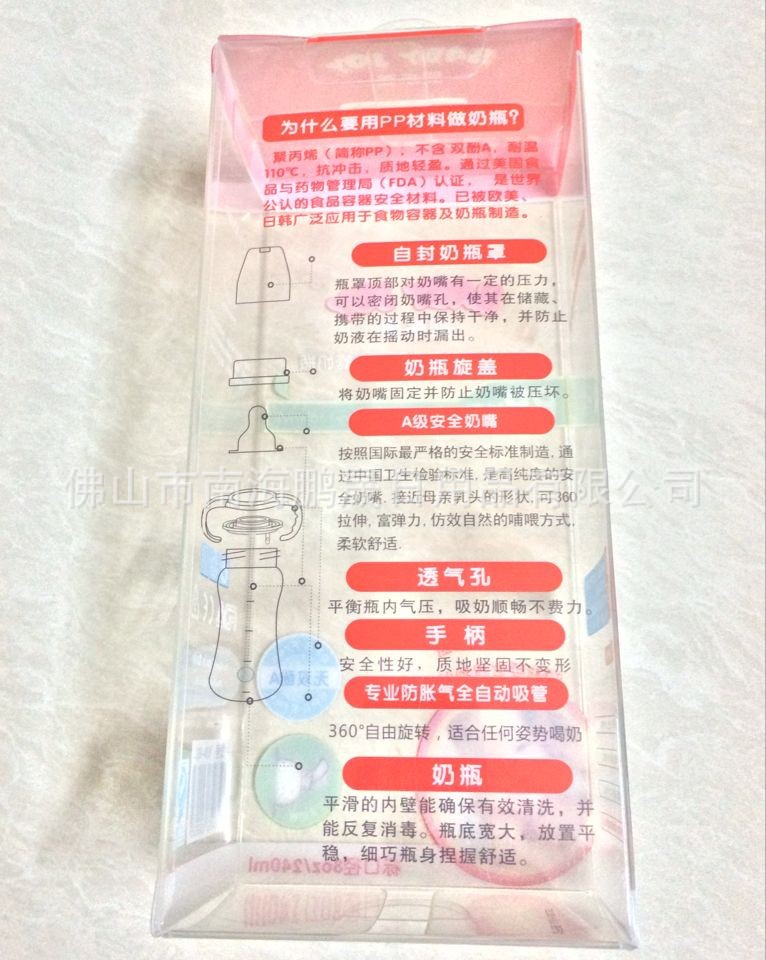 为什么要用PP材料做奶瓶?
聚丙烯（简称PP），不含 双酚A，耐温
110℃，抗冲击，质地轻盈。通过美国食
品与药物管理局（FDA）认证， 是世界
公认的食品容器安全材料。已被欧美、
日韩广泛应用于食物容器及奶瓶制造。
自封奶瓶罩
瓶罩顶部对奶嘴有一定的压力，
可以密闭奶嘴孔，使其在储藏、
携带的过程中保持干净，并防止
奶液在摇动时漏出。
奶瓶旋盖
将奶嘴固定并防止奶嘴被压坏。
A级安全奶嘴
按照国际最严格的安全标准制造,通
过中国卫生检验标准,是高纯度的安
全奶嘴.接近母亲乳头的形状,可360
拉伸,富弹力,仿效自然的哺喂方式,
柔软舒适.
透气孔
平衡瓶内气压，吸奶顺畅不费力。
手柄
安全性好，质地坚固不变形
专业防胀气全自动吸管
360°自由旋转，适合任何姿势喝奶
奶瓶
平滑的内壁能确保有效清洗，并
能反复消毒。瓶底宽大，放置平
稳，细巧瓶身捏握舒适。
无双酚A
标口径8oz/240ml